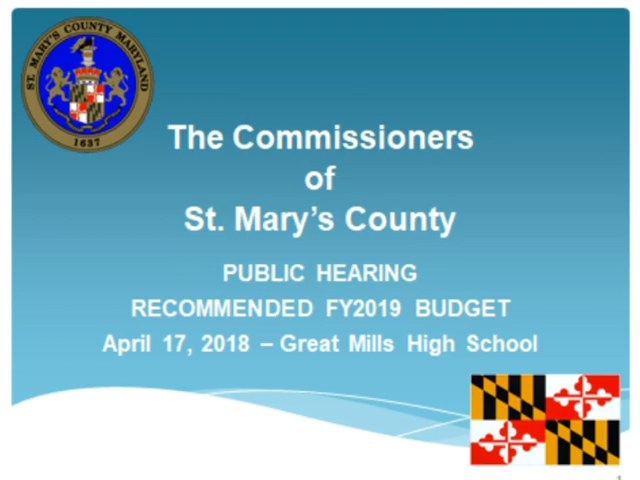 ST. MARY'S COUNTY MARYLAND
1637
The Commissioners
of
St. Mary's County
PUBLIC HEARING
RECOMMENDED FY2019 BUDGET
April 17, 2018 – Great Mills High School
1